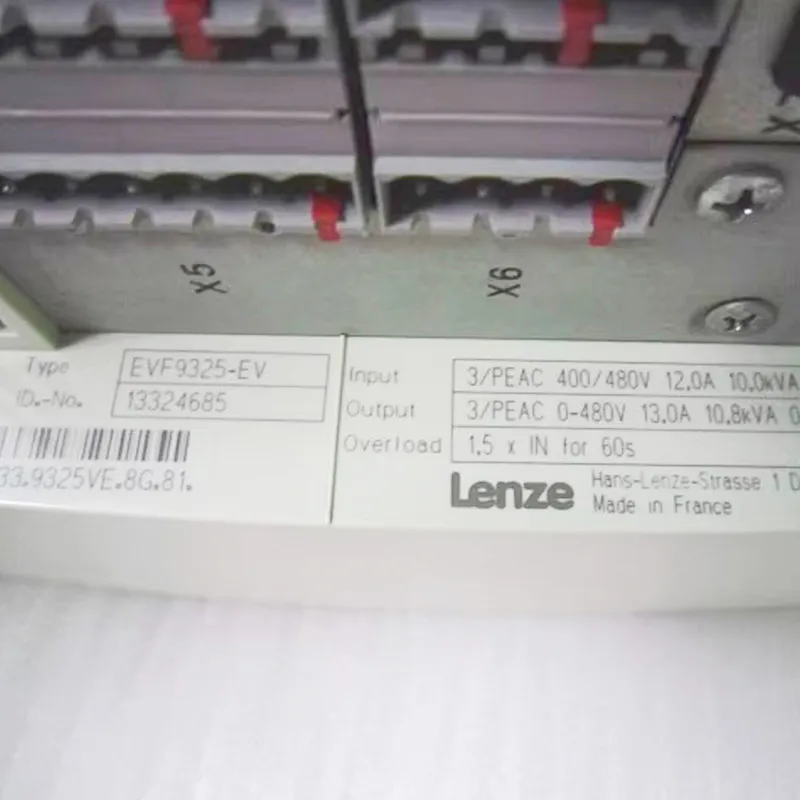 X
X5
X6
Type EVF9325-EV
ID.-No. 13324685
33.9325VE.8G.81.
Input 3/PEAC 400/480V 12.0A 10.0kVA
Output 3/PEAC 0-480V 13.0A 10.8kVA 0
Overload 1.5 x IN for 60s
Lenze
Hans-Lenze-Strasse 1 D
Made in France